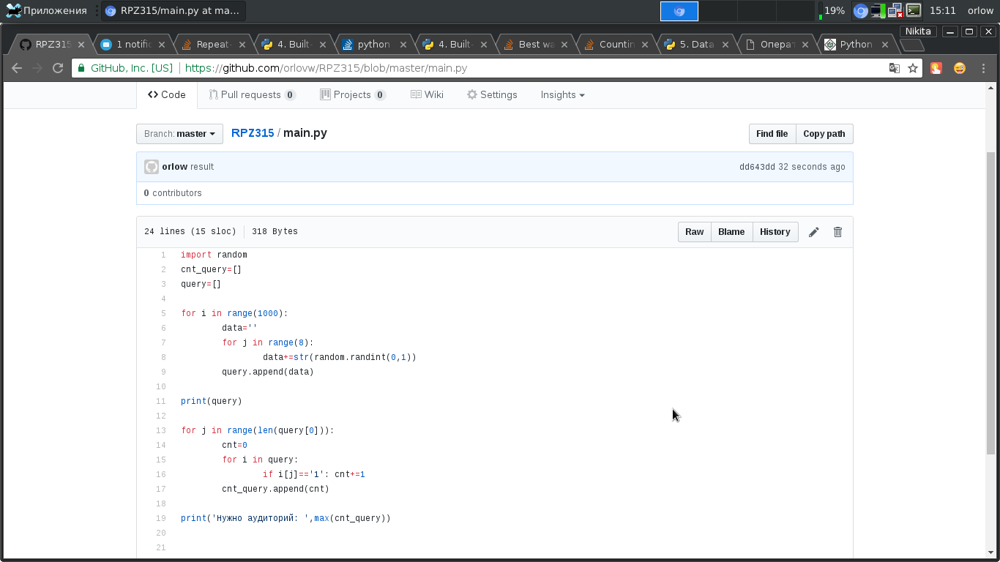 Приложения
RPZ315/main.py at ma...
19%
15:11 orlow
Nikita
RPZ315
1 notific
Repeat-
4. Built-
python
4. Built-
Best wa
Countin
5. Data
Операт
Python
GitHub, Inc. [US] https://github.com/orlovw/RPZ315/blob/master/main.py
Code Pull requests 0 Projects 0 Wiki Settings Insights
Branch: master RPZ315 / main.py Find file Copy path
orlow result dd643dd 32 seconds ago
0 contributors
24 lines (15 sloc) 318 Bytes Raw Blame History
1 import random
2 cnt_query=[]
3 query=[]
4
5 for i in range(1000):
6 data=''
7 for j in range(8):
8 data+=str(random.randint(0,1))
9 query.append(data)
10
11 print(query)
12
13 for j in range(len(query[0])):
14 cnt=0
15 for i in query:
16 if i[j]=='1': cnt+=1
17 cnt_query.append(cnt)
18
19 print('Нужно аудиторий: ',max(cnt_query))
20
21